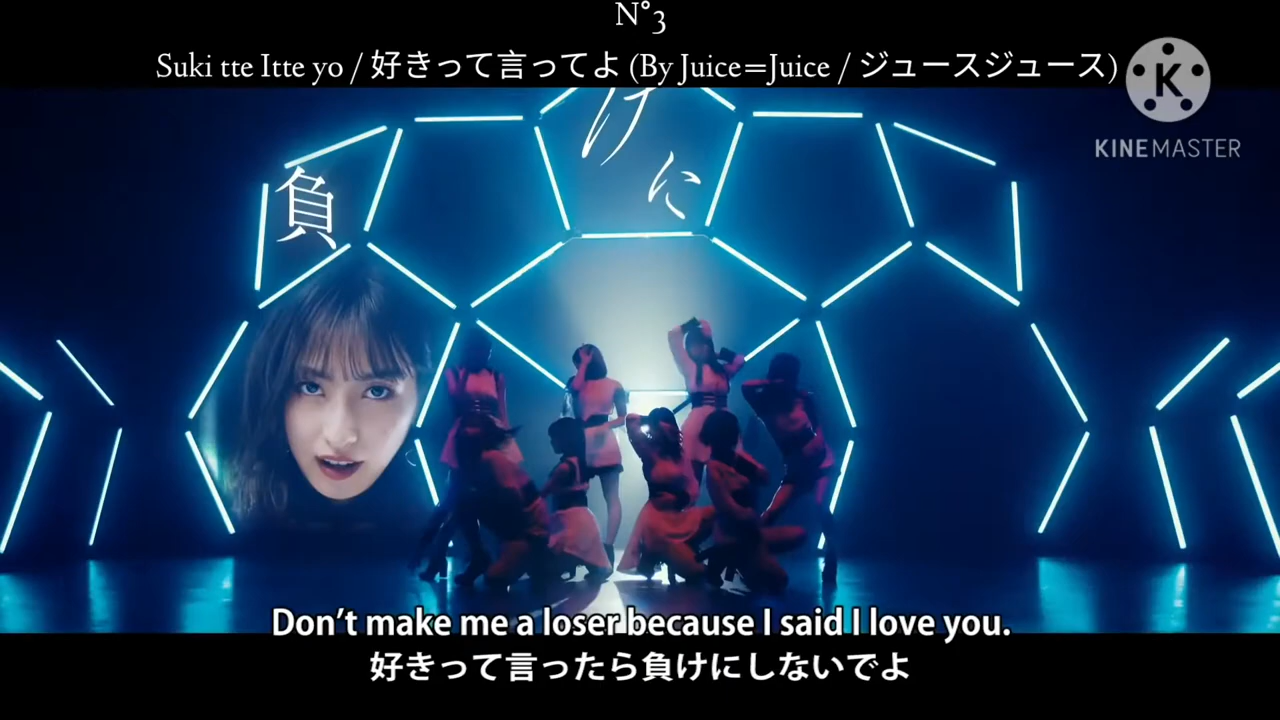 N°3
Suki tte Itte yo / 好きって言ってよ (By Juice=Juice / ジュースジュース)
K
KINEMASTER
負
けに
Don't make me a loser because I said I love you.
好きって言ったら負けにしないでよ